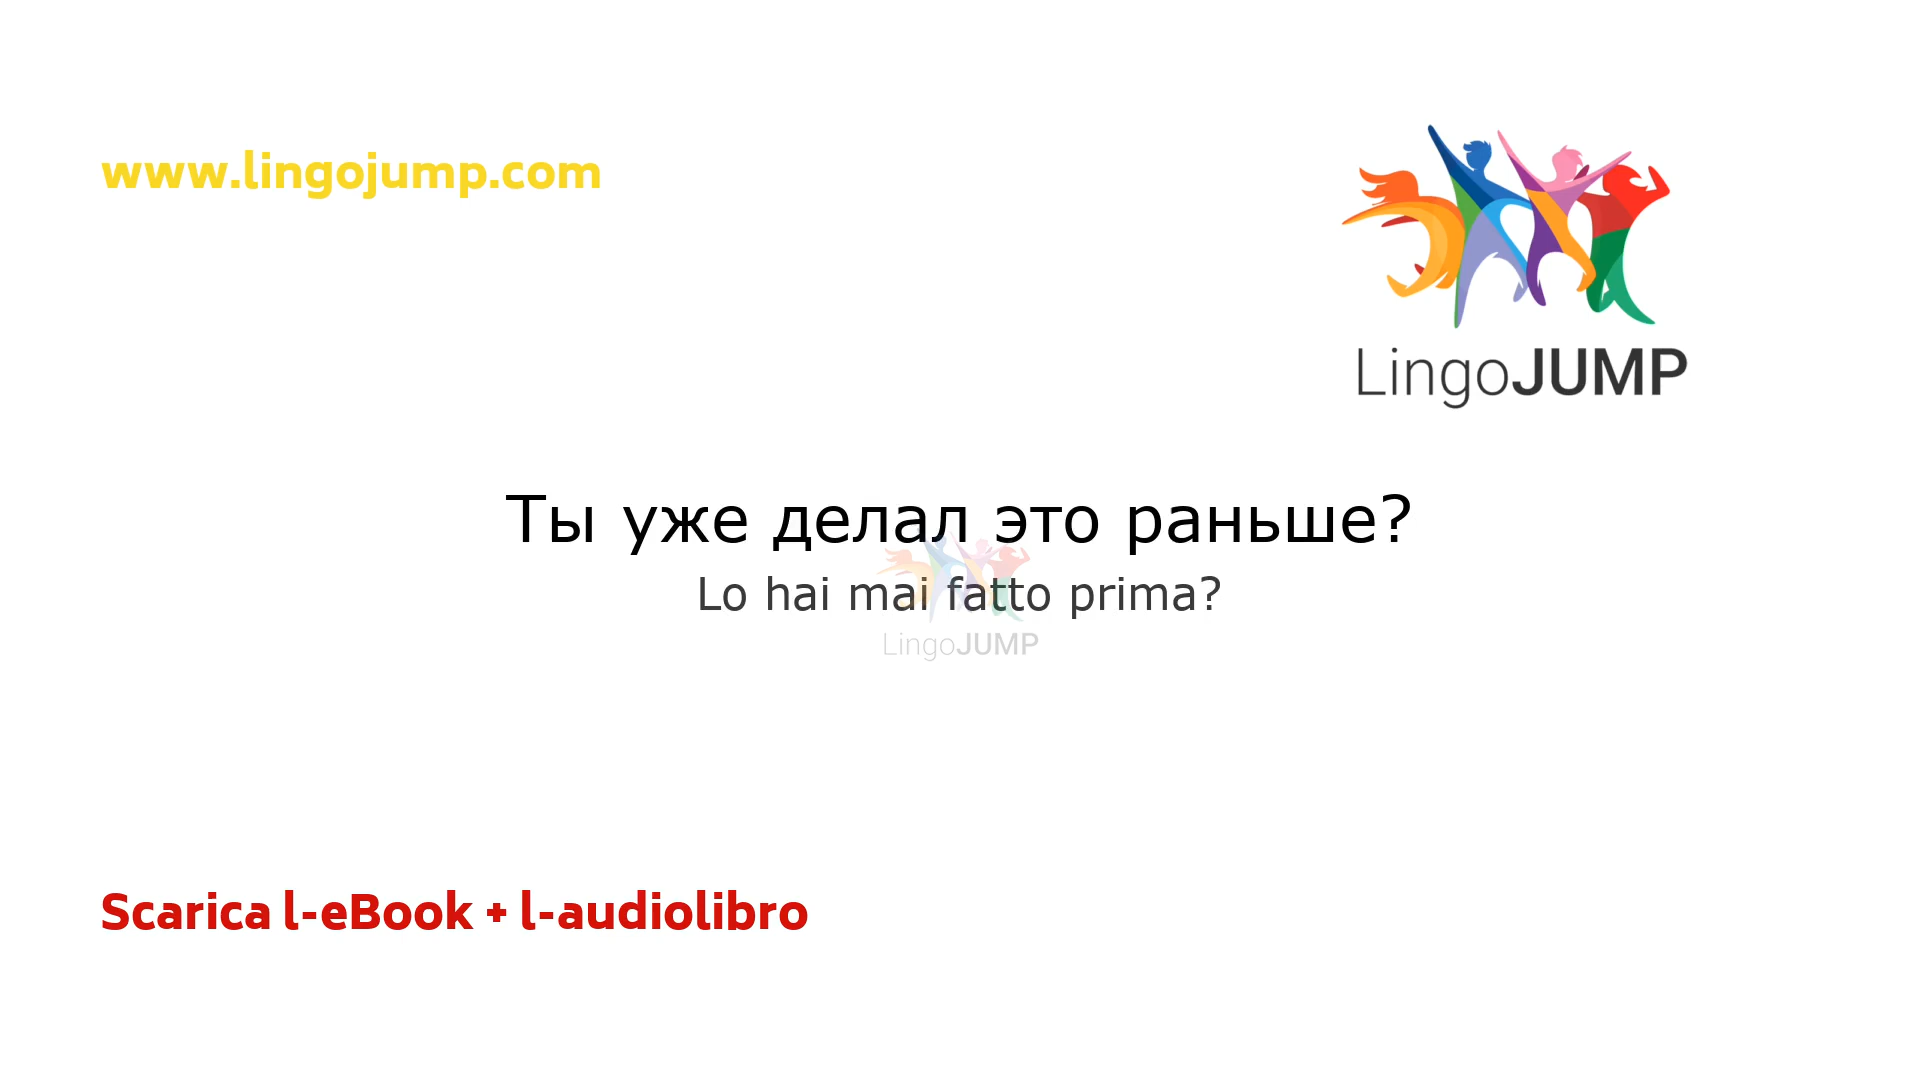 www.lingojump.com
LingoJUMP
Ты уже делал это раньше?
Lo hai mai fatto prima?
LingoJUMP
Scarica l-eBook + l-audiolibro